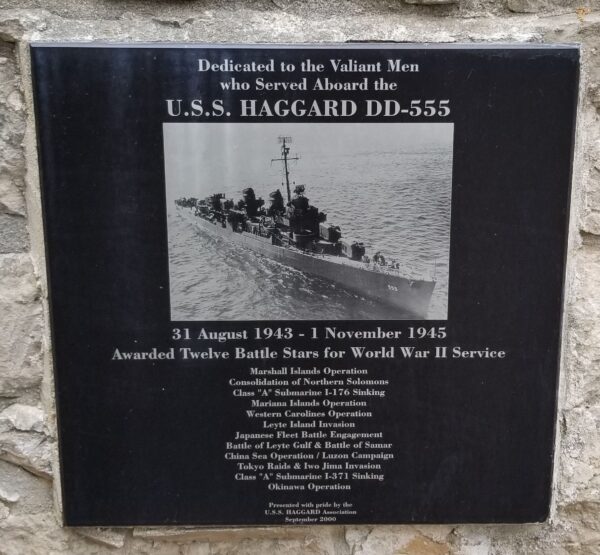 Dedicated to the Valiant Men
who Served Aboard the
U.S.S. HAGGARD DD-555
555
31 August 1943 - 1 November 1945
Awarded Twelve Battle Stars for World War II Service
Marshall Islands Operation
Consolidation of Northern Solomons
Class "A" Submarine I-176 Sinking
Mariana Islands Operation
Western Carolines Operation
Leyte Island Invasion
Japanese Fleet Battle Engagement
Battle of Leyte Gulf & Battle of Samar
China Sea Operation / Luzon Campaign
Tokyo Raids & Iwo Jima Invasion
Class "A" Submarine I-371 Sinking
Okinawa Operation
Presented with pride by the
U.S.S. HAGGARD Association
September 2000